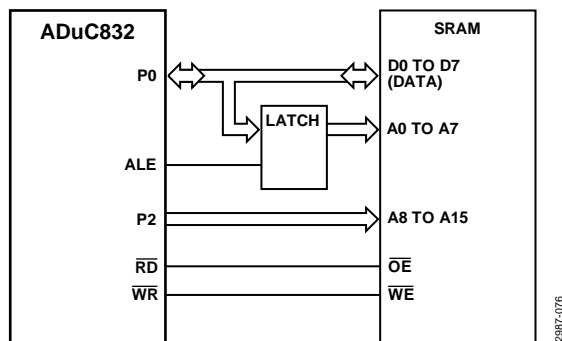 ADuC832
SRAM
P0
D0 TO D7
(DATA)
LATCH
A0 TO A7
ALE
P2
A8 TO A15
RD
OE
WR
WE
2987-076